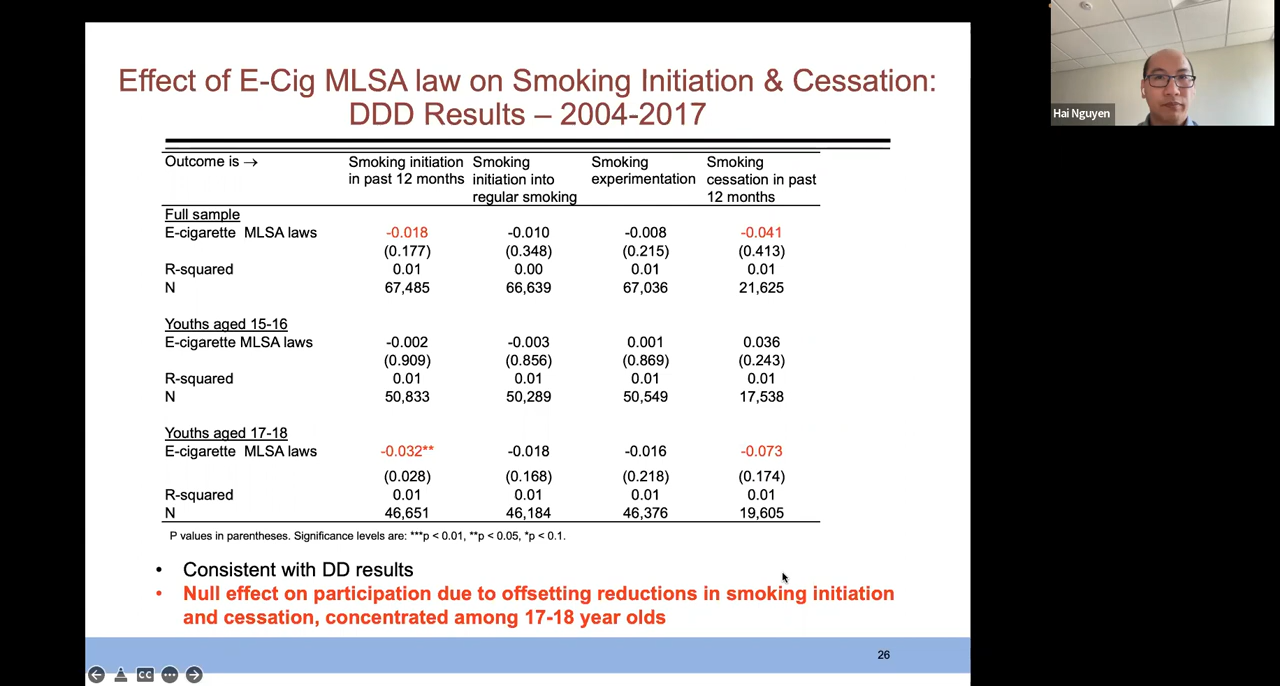 Effect of E-Cig MLSA law on Smoking Initiation & Cessation:
DDD Results – 2004-2017
Hai Nguyen
Outcome is → Smoking initiation in past 12 months Smoking initiation into regular smoking Smoking experimentation Smoking cessation in past 12 months
Full sample
E-cigarette MLSA laws -0.018 -0.010 -0.008 -0.041
(0.177) (0.348) (0.215) (0.413)
R-squared 0.01 0.00 0.01 0.01
N 67,485 66,639 67,036 21,625
Youths aged 15-16
E-cigarette MLSA laws -0.002 -0.003 0.001 0.036
(0.909) (0.856) (0.869) (0.243)
R-squared 0.01 0.01 0.01 0.01
N 50,833 50,289 50,549 17,538
Youths aged 17-18
E-cigarette MLSA laws -0.032** -0.018 -0.016 -0.073
(0.028) (0.168) (0.218) (0.174)
R-squared 0.01 0.01 0.01 0.01
N 46,651 46,184 46,376 19,605
P values in parentheses. Significance levels are: ***p < 0.01, **p < 0.05, *p < 0.1.
• Consistent with DD results
• Null effect on participation due to offsetting reductions in smoking initiation
and cessation, concentrated among 17-18 year olds
26
CC